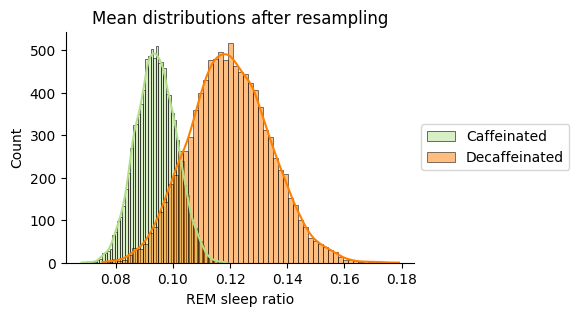 Mean distributions after resampling
Count
500
400
300
200
100
0
0.08 0.10 0.12 0.14 0.16 0.18
REM sleep ratio
Caffeinated
Decaffeinated